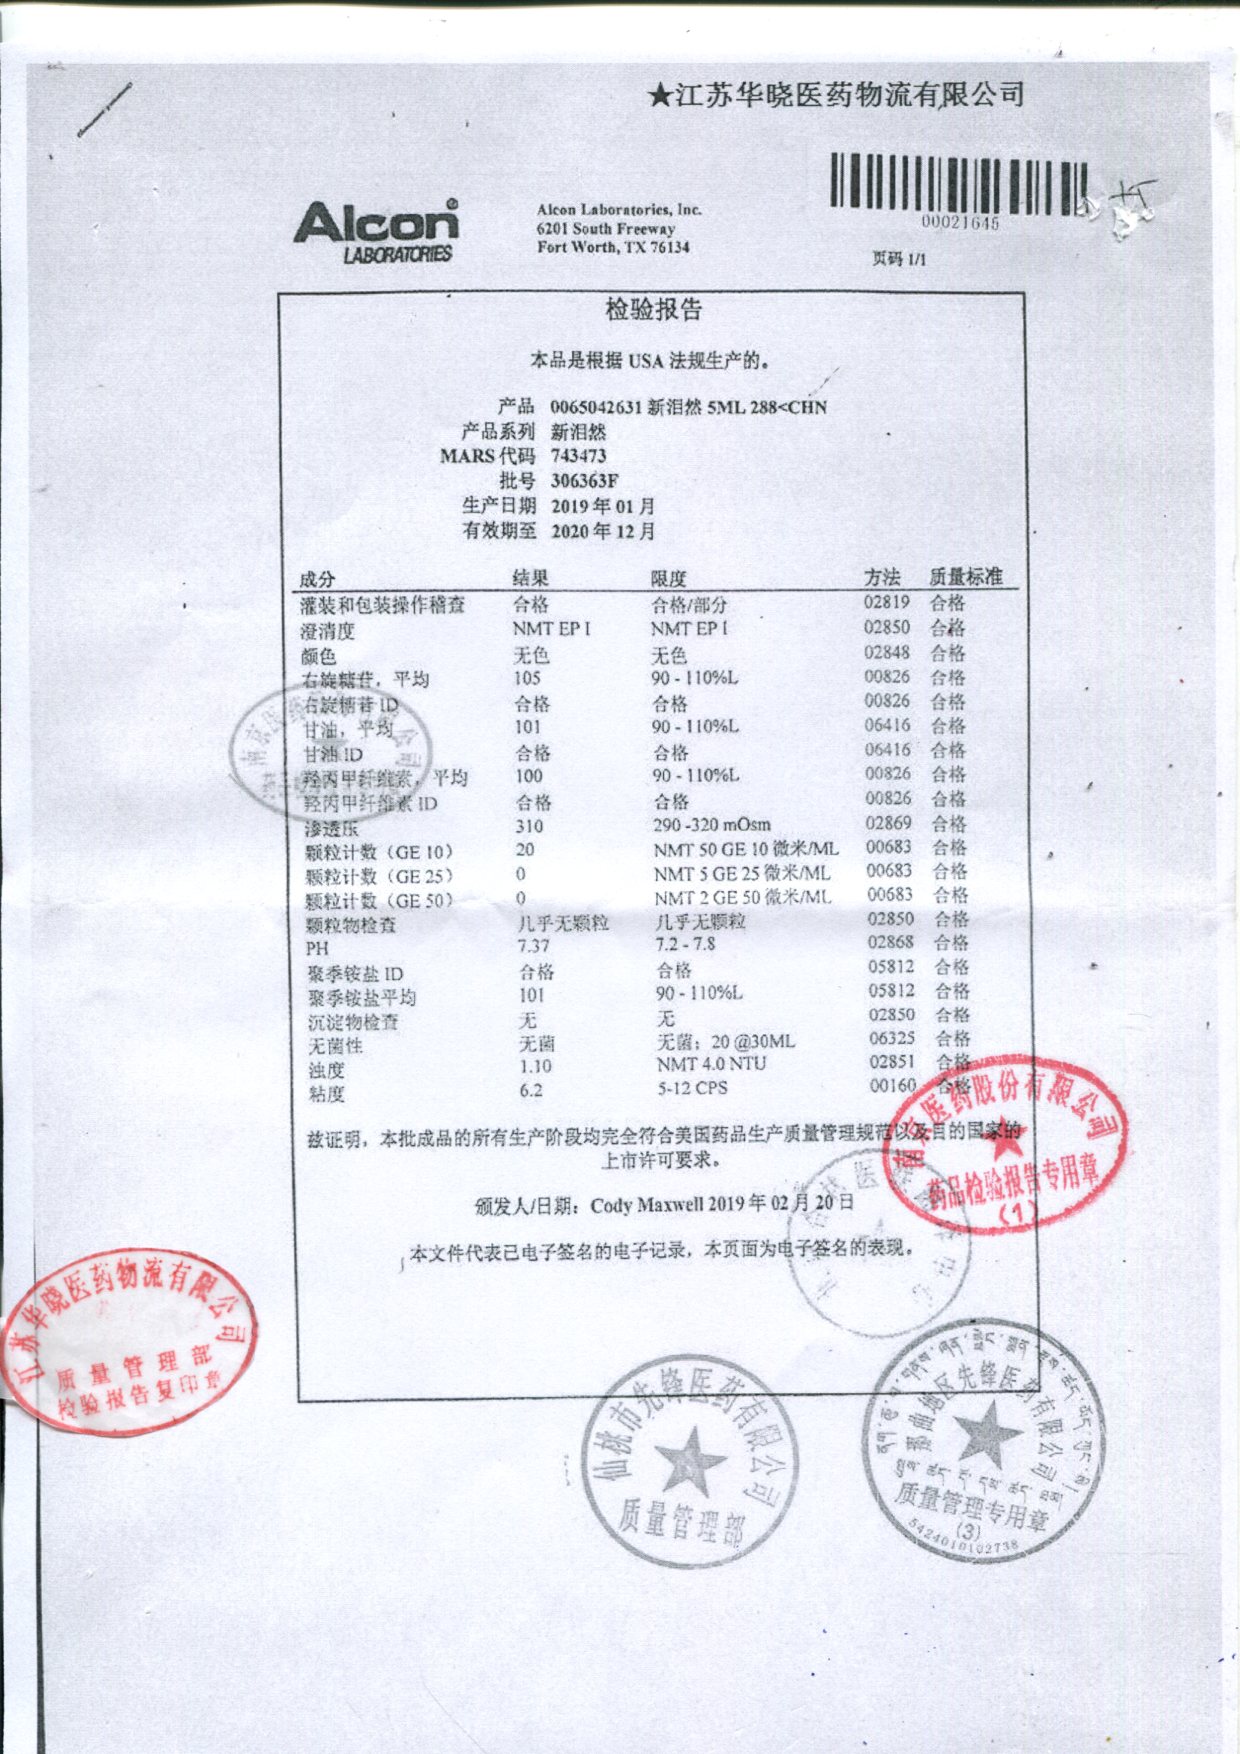 ★江苏华晓医药物流有限公司
00021645
页码 1/1
Alcon®
LABORATORIES
Alcon Laboratories, Inc.
6201 South Freeway
Fort Worth, TX 76134
检验报告
本品是根据 USA 法规生产的。
产品 0065042631 新泪然 5ML 288<CHN
产品系列 新泪然
MARS 代码 743473
批号 306363F
生产日期 2019 年 01 月
有效期至 2020 年 12 月
成分 结果 限度 方法 质量标准
灌装和包装操作稽查 合格 合格/部分 02819 合格
澄清度 NMT EP I NMT EP I 02850 合格
颜色 无色 无色 02848 合格
右旋糖苷，平均 105 90 - 110%L 00826 合格
右旋糖苷 ID 合格 合格 00826 合格
甘油，平均 101 90 - 110%L 06416 合格
甘油 ID 合格 合格 06416 合格
羟丙甲纤维素，平均 100 90 - 110%L 00826 合格
羟丙甲纤维素 ID 合格 合格 00826 合格
渗透压 310 290 -320 mOsm 02869 合格
颗粒计数（GE 10） 20 NMT 50 GE 10 微米/ML 00683 合格
颗粒计数（GE 25） 0 NMT 5 GE 25 微米/ML 00683 合格
颗粒计数（GE 50） 0 NMT 2 GE 50 微米/ML 00683 合格
颗粒物检查 几乎无颗粒 几乎无颗粒 02850 合格
PH 7.37 7.2 - 7.8 02868 合格
聚季铵盐 ID 合格 合格 05812 合格
聚季铵盐平均 101 90 - 110%L 05812 合格
沉淀物检查 无 无 02850 合格
无菌性 无菌 无菌；20 @30ML 06325 合格
浊度 1.10 NMT 4.0 NTU 02851 合格
粘度 6.2 5-12 CPS 00160 合格
兹证明，本批成品的所有生产阶段均完全符合美国药品生产质量管理规范以及目的国家的
上市许可要求。
颁发人/日期：Cody Maxwell 2019 年 02 月 20 日
本文件代表已电子签名的电子记录，本页面为电子签名的表现。
南京医药股份有限公司
药品检验报告专用章
(1)
江苏华晓医药物流有限公司
质量管理部
检验报告复印章
仙桃市先锋医药有限公司
质量管理部
那曲地区先锋医药有限公司
质量管理专用章
(3)
5424010102738